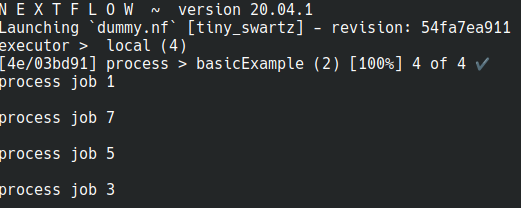 N E X T F L O W ~ version 20.04.1
Launching `dummy.nf` [tiny_swartz] - revision: 54fa7ea911
executor > local (4)
[4e/03bd91] process > basicExample (2) [100%] 4 of 4 ✔
process job 1
process job 7
process job 5
process job 3